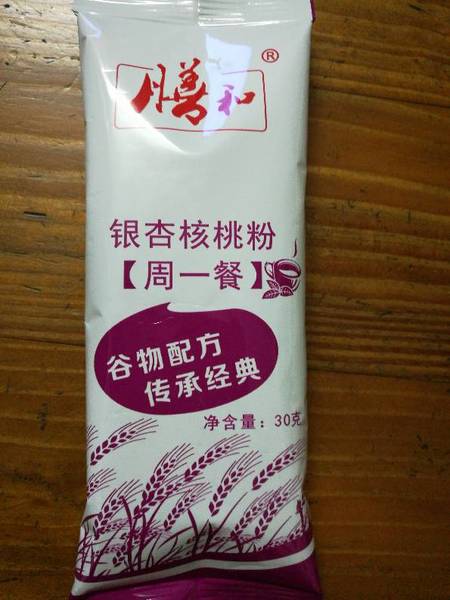 膳和®
银杏核桃粉
【周一餐】
谷物配方
传承经典
净含量：30克